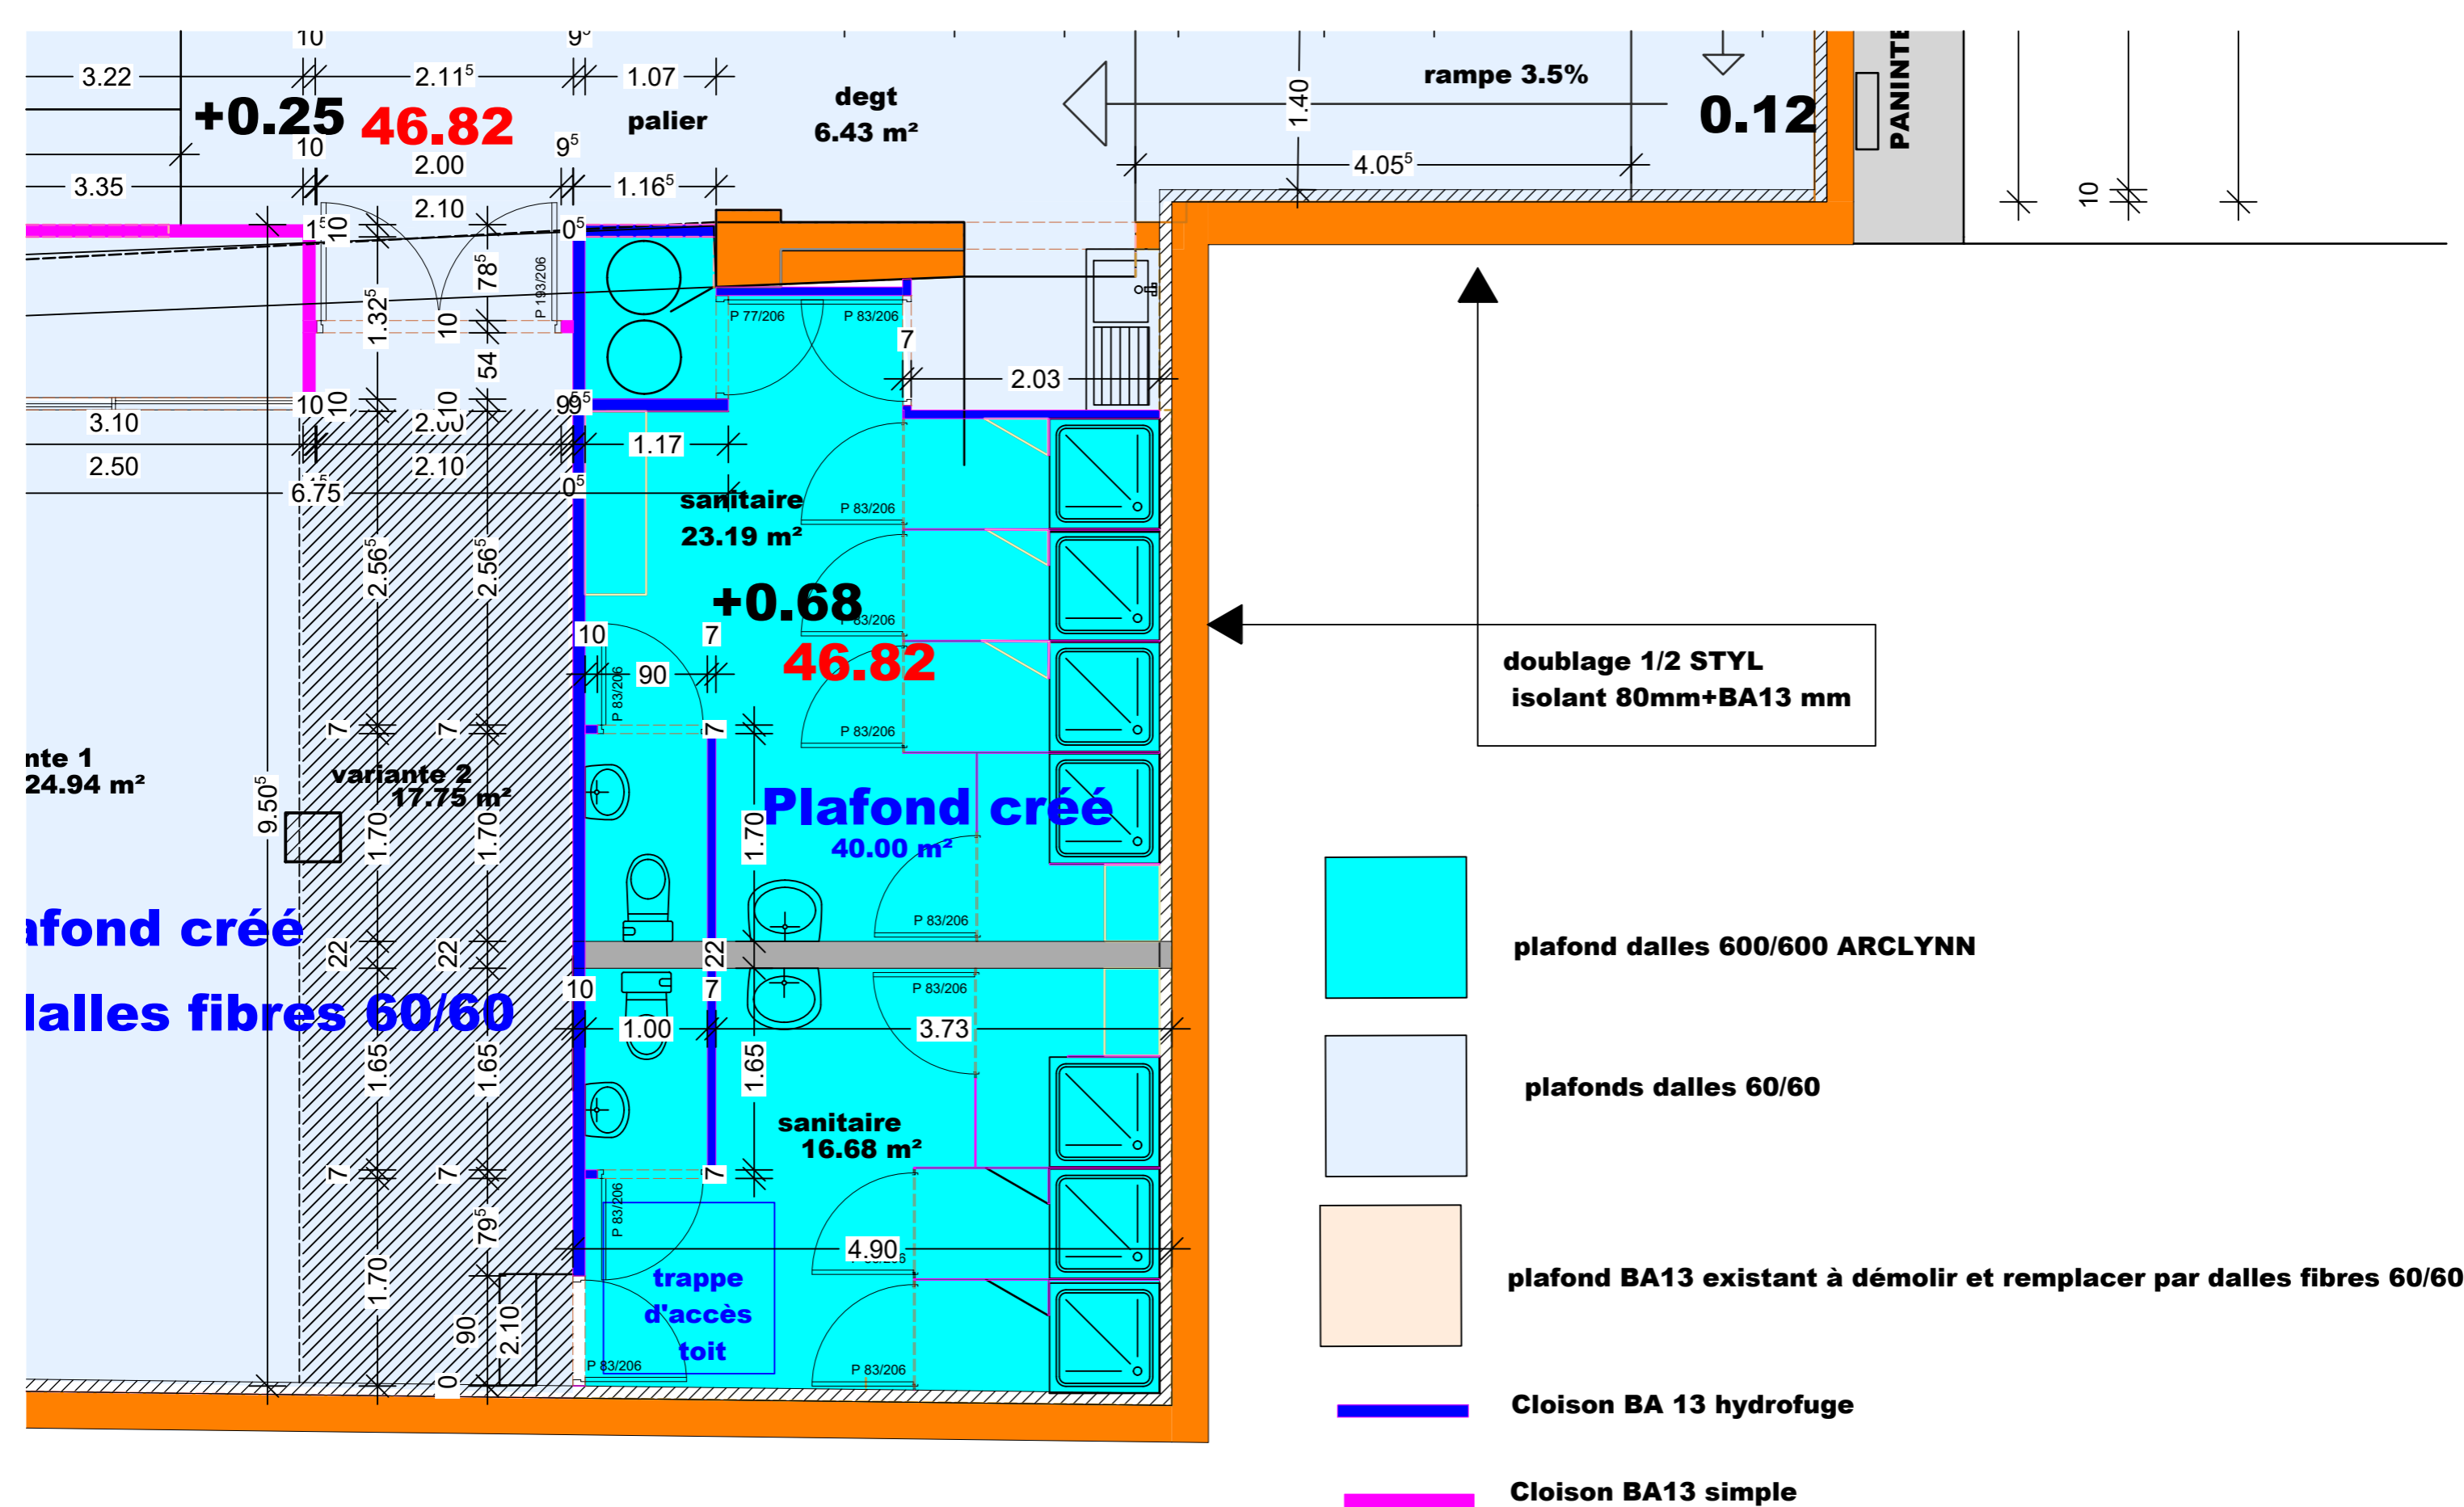 10
9⁵
3.22
2.11⁵
1.07
degt
6.43 m²
rampe 3.5%
1.40
PANINTE
+0.25
46.82
palier
0.12
10
9⁵
2.00
4.05⁵
3.35
1.16⁵
10
2.10
1⁵
10
0⁵
78⁵
P 193/206
1.32⁵
10
54
P 77/206
P 83/206
7
2.03
10
10
10
9⁵
3.10
2.00
1.17
2.50
2.10
6.75
0⁵
sanitaire
23.19 m²
P 83/206
2.56⁵
2.56⁵
+0.68
P 83/206
10
7
46.82
90
P 83/206
P 83/206
doublage 1/2 STYL
isolant 80mm+BA13 mm
7
7
7
nte 1
24.94 m²
variante 2
17.75 m²
9.50⁵
1.70
1.70
1.70
Plafond créé
40.00 m²
afond créé
P 83/206
22
22
22
plafond dalles 600/600 ARCLYNN
dalles fibres 60/60
10
7
P 83/206
1.00
3.73
1.65
1.65
1.65
plafonds dalles 60/60
sanitaire
16.68 m²
7
7
7
P 83/206
79⁵
4.90
trappe
d'accès
toit
1.70
90
2.10
0
P 83/206
P 83/206
plafond BA13 existant à démolir et remplacer par dalles fibres 60/60
Cloison BA 13 hydrofuge
Cloison BA13 simple